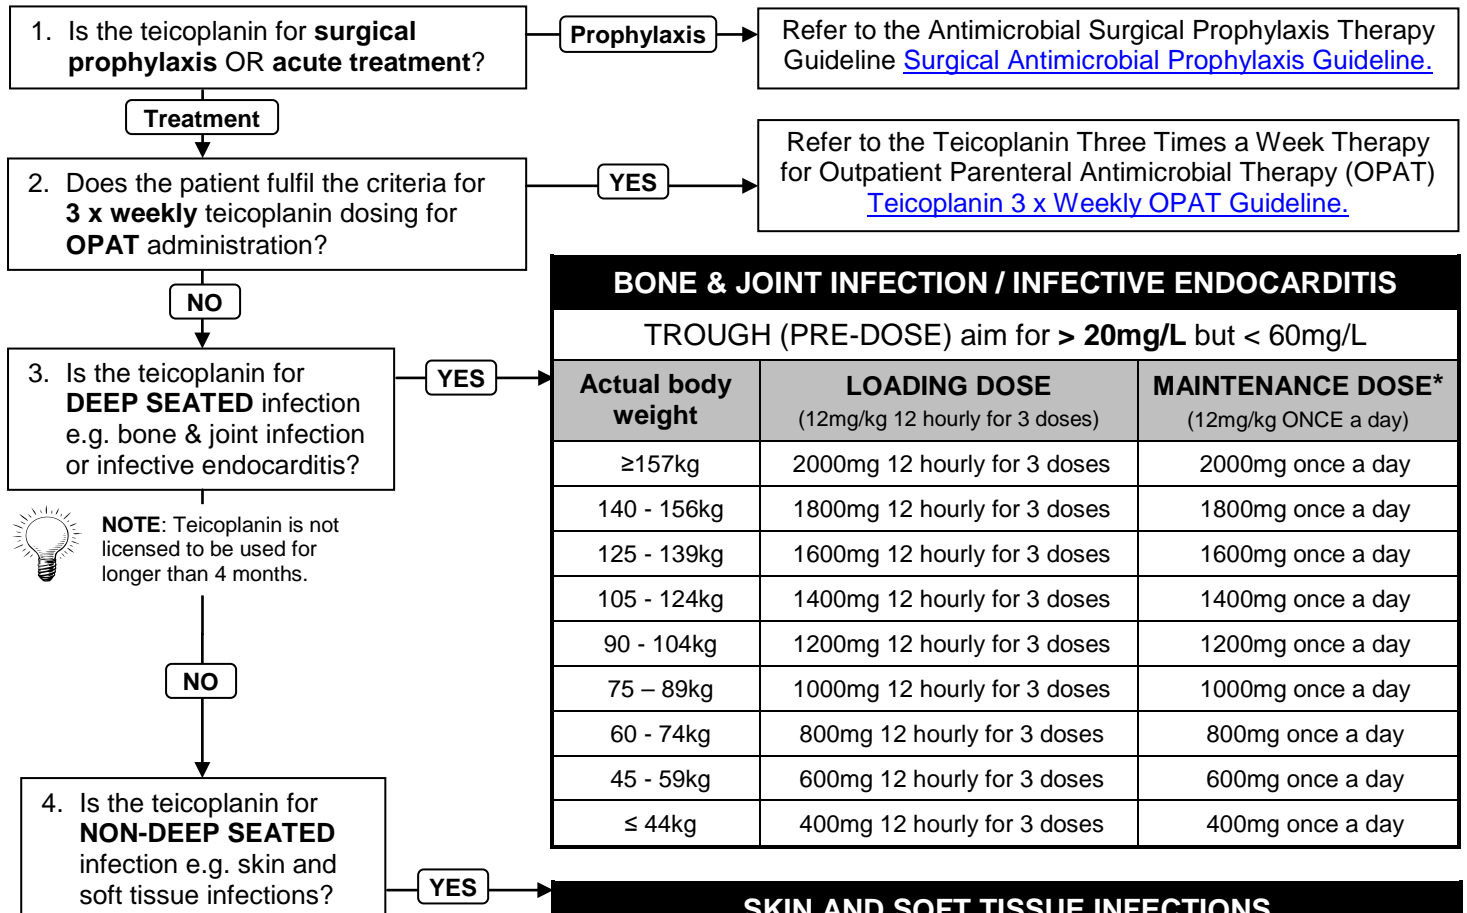 1. Is the teicoplanin for surgical
prophylaxis OR acute treatment?
Prophylaxis
Refer to the Antimicrobial Surgical Prophylaxis Therapy
Guideline Surgical Antimicrobial Prophylaxis Guideline.
Treatment
2. Does the patient fulfil the criteria for
3 x weekly teicoplanin dosing for
OPAT administration?
YES
Refer to the Teicoplanin Three Times a Week Therapy
for Outpatient Parenteral Antimicrobial Therapy (OPAT)
Teicoplanin 3 x Weekly OPAT Guideline.
NO
3. Is the teicoplanin for
DEEP SEATED infection
e.g. bone & joint infection
or infective endocarditis?
YES
BONE & JOINT INFECTION / INFECTIVE ENDOCARDITIS
TROUGH (PRE-DOSE) aim for > 20mg/L but < 60mg/L
Actual body
weight
LOADING DOSE
(12mg/kg 12 hourly for 3 doses)
MAINTENANCE DOSE*
(12mg/kg ONCE a day)
≥157kg 2000mg 12 hourly for 3 doses 2000mg once a day
140 - 156kg 1800mg 12 hourly for 3 doses 1800mg once a day
125 - 139kg 1600mg 12 hourly for 3 doses 1600mg once a day
105 - 124kg 1400mg 12 hourly for 3 doses 1400mg once a day
90 - 104kg 1200mg 12 hourly for 3 doses 1200mg once a day
75 – 89kg 1000mg 12 hourly for 3 doses 1000mg once a day
60 - 74kg 800mg 12 hourly for 3 doses 800mg once a day
45 - 59kg 600mg 12 hourly for 3 doses 600mg once a day
≤ 44kg 400mg 12 hourly for 3 doses 400mg once a day
NOTE: Teicoplanin is not
licensed to be used for
longer than 4 months.
NO
4. Is the teicoplanin for
NON-DEEP SEATED
infection e.g. skin and
soft tissue infections?
YES
SKIN AND SOFT TISSUE INFECTIONS